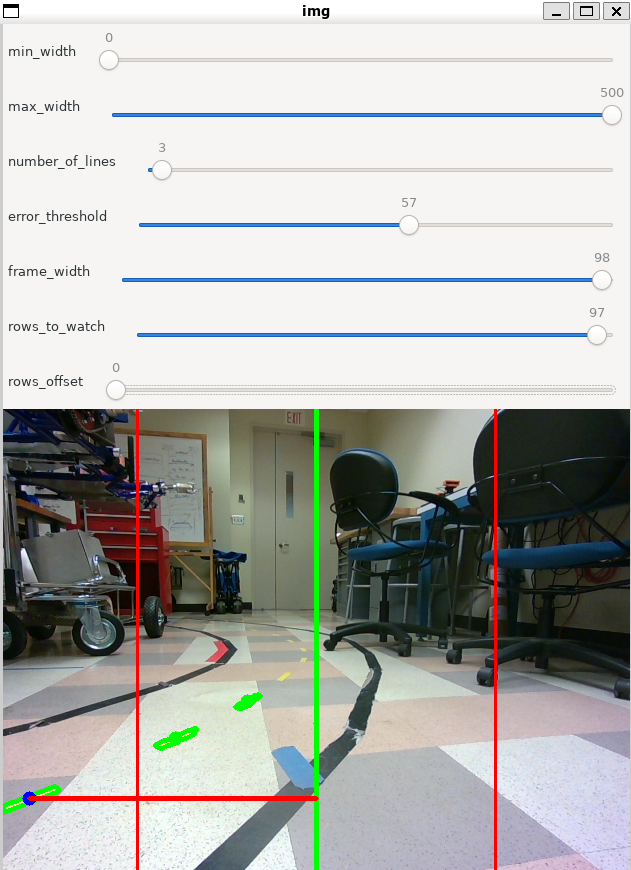 img
0
min_width
500
max_width
3
number_of_lines
57
error_threshold
98
frame_width
97
rows_to_watch
0
rows_offset
EXIT